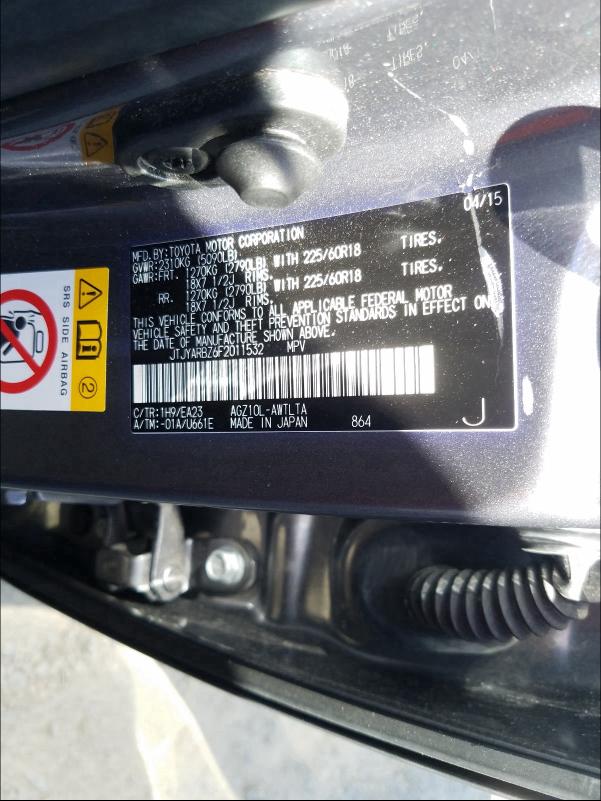 04/15
MFD.BY:TOYOTA MOTOR CORPORATION
GVWR:2310KG (5090LB)
GAWR:FRT. 1270KG (2790LB) WITH 225/60R18 TIRES,
18X7 1/2J RIMS.
RR. 1270KG (2790LB) WITH 225/60R18 TIRES,
18X7 1/2J RIMS.
THIS VEHICLE CONFORMS TO ALL APPLICABLE FEDERAL MOTOR
VEHICLE SAFETY AND THEFT PREVENTION STANDARDS IN EFFECT ON
THE DATE OF MANUFACTURE SHOWN ABOVE.
JTJYARBZ6F2011532 MPV
C/TR:1H9/EA23 AGZ10L-AWTLTA
A/TM:-01A/U661E MADE IN JAPAN 864
J
SRS SIDE AIRBAG
2